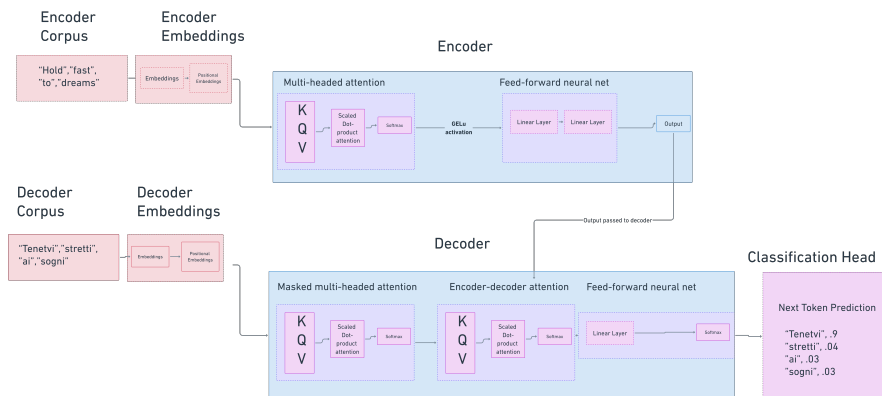 Encoder
Corpus
Encoder
Embeddings
"Hold","fast",
"to","dreams"
Embeddings
Positional
Embeddings
Encoder
Multi-headed attention
K
Q
V
Scaled
Dot-
product
attention
Softmax
GELu
activation
Feed-forward neural net
Linear Layer
Linear Layer
Output
Output passed to decoder
Decoder
Corpus
Decoder
Embeddings
"Tenetvi","stretti",
"ai","sogni"
Embeddings
Positional
Embeddings
Decoder
Masked multi-headed attention
K
Q
V
Scaled
Dot-
product
attention
Softmax
Encoder-decoder attention
K
Q
V
Scaled
Dot-
product
attention
Softmax
Feed-forward neural net
Linear Layer
Softmax
Classification Head
Next Token Prediction
"Tenetvi", .9
"stretti", .04
"ai", .03
"sogni", .03